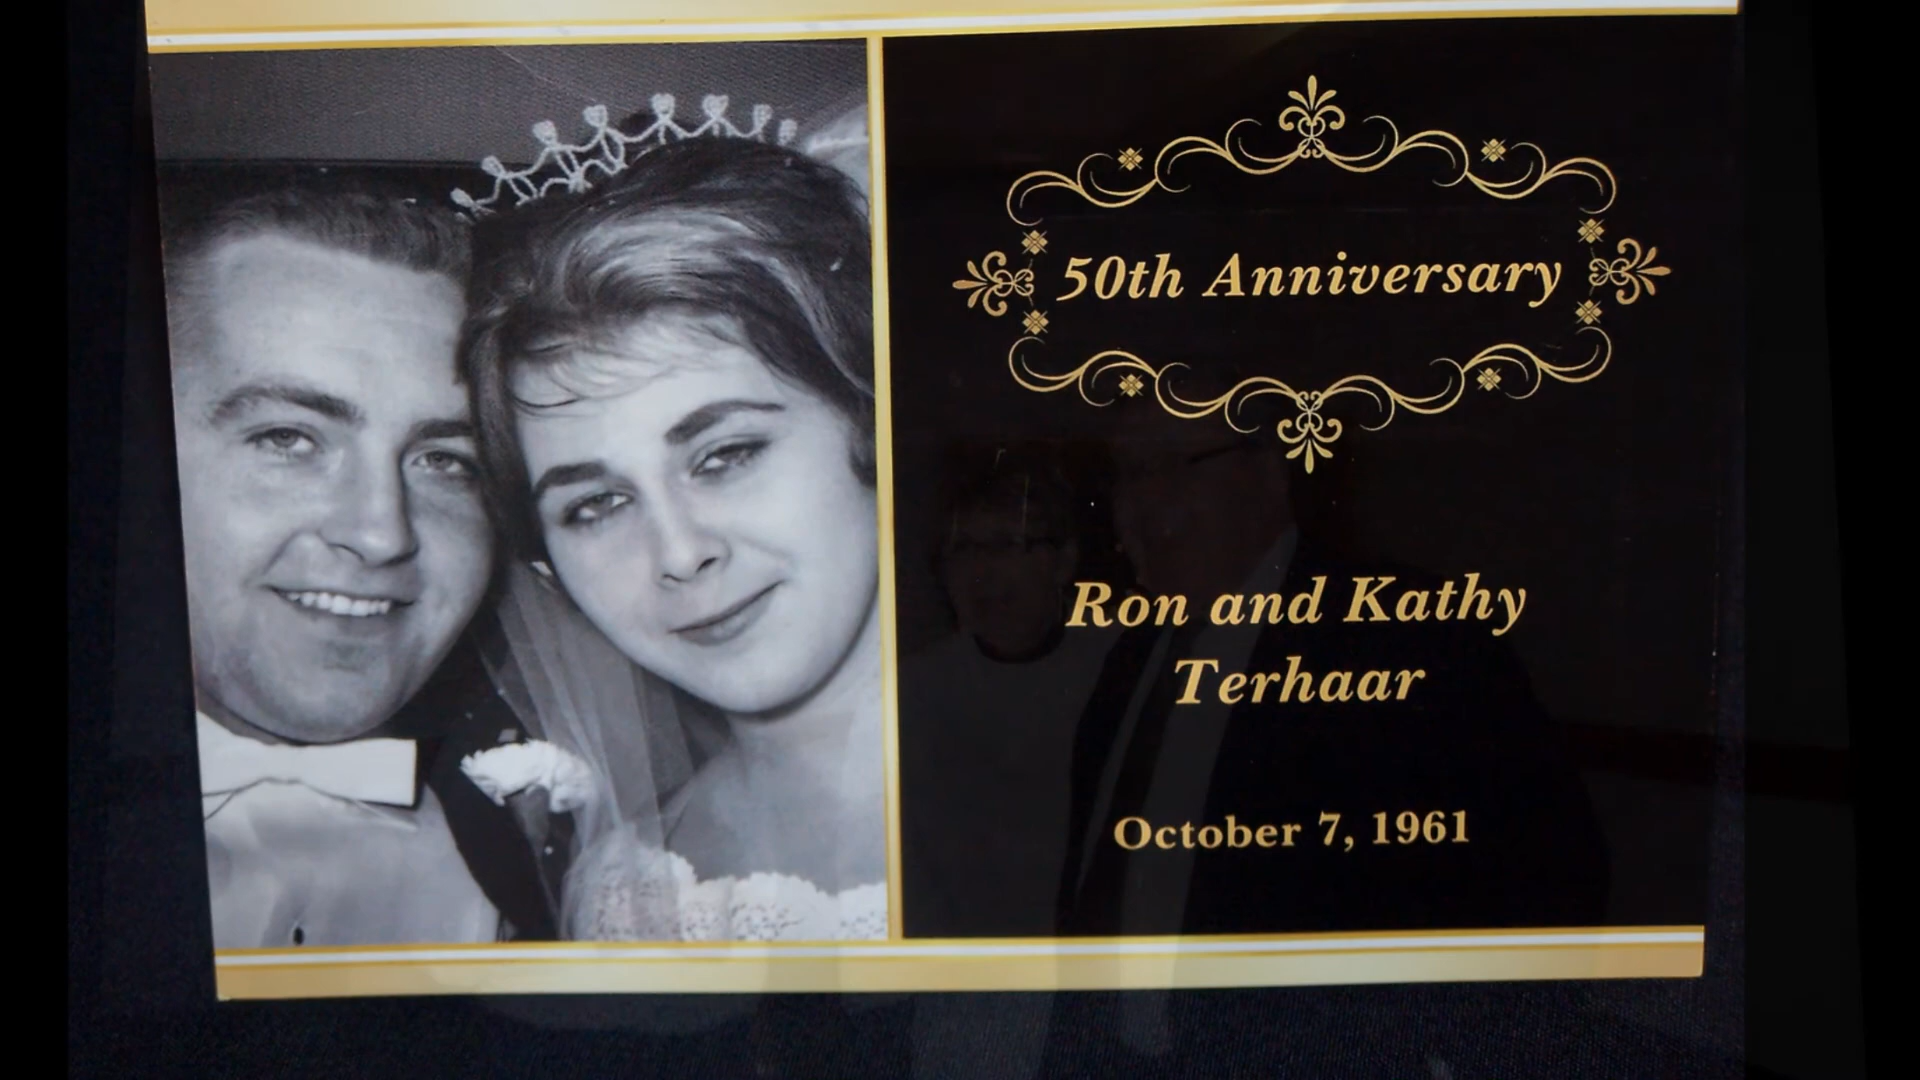 50th Anniversary
Ron and Kathy
Terhaar
October 7, 1961